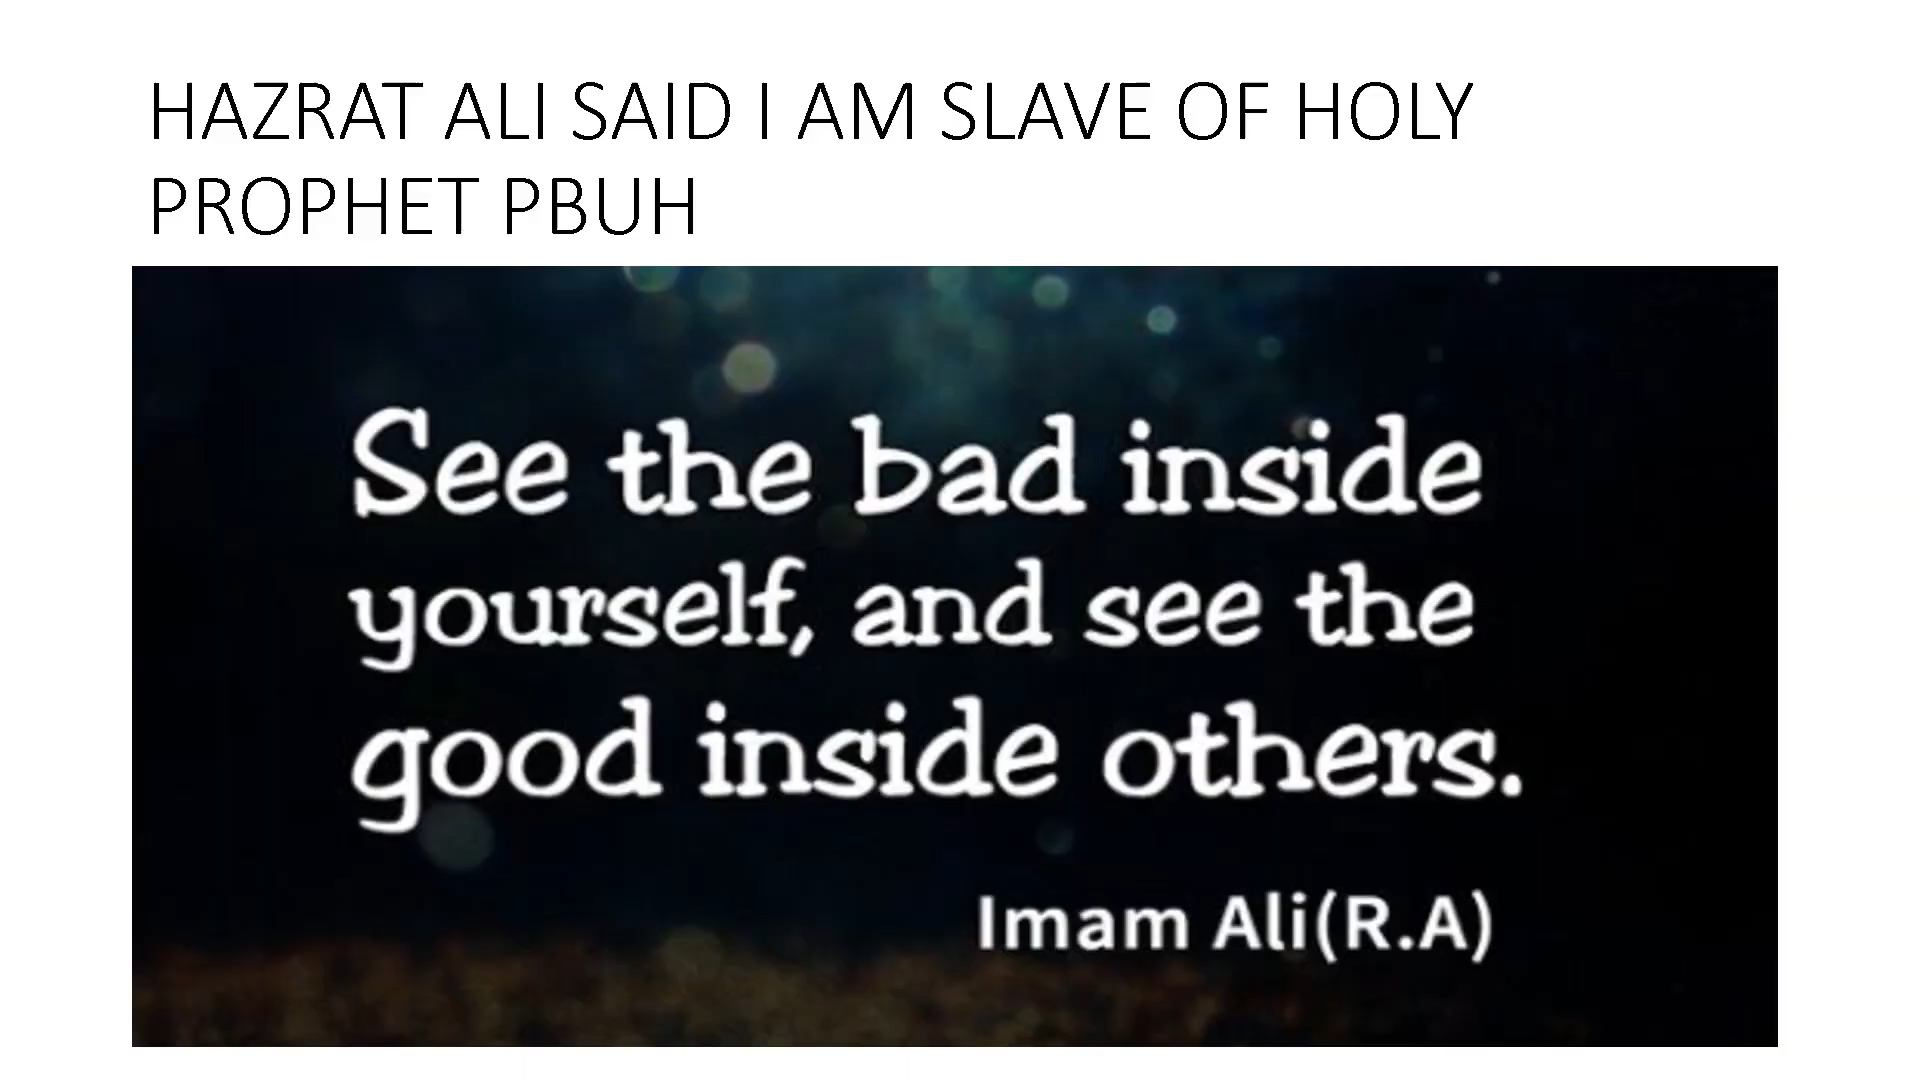 HAZRAT ALI SAID I AM SLAVE OF HOLY
PROPHET PBUH
See the bad inside
yourself, and see the
good inside others.
Imam Ali(R.A)